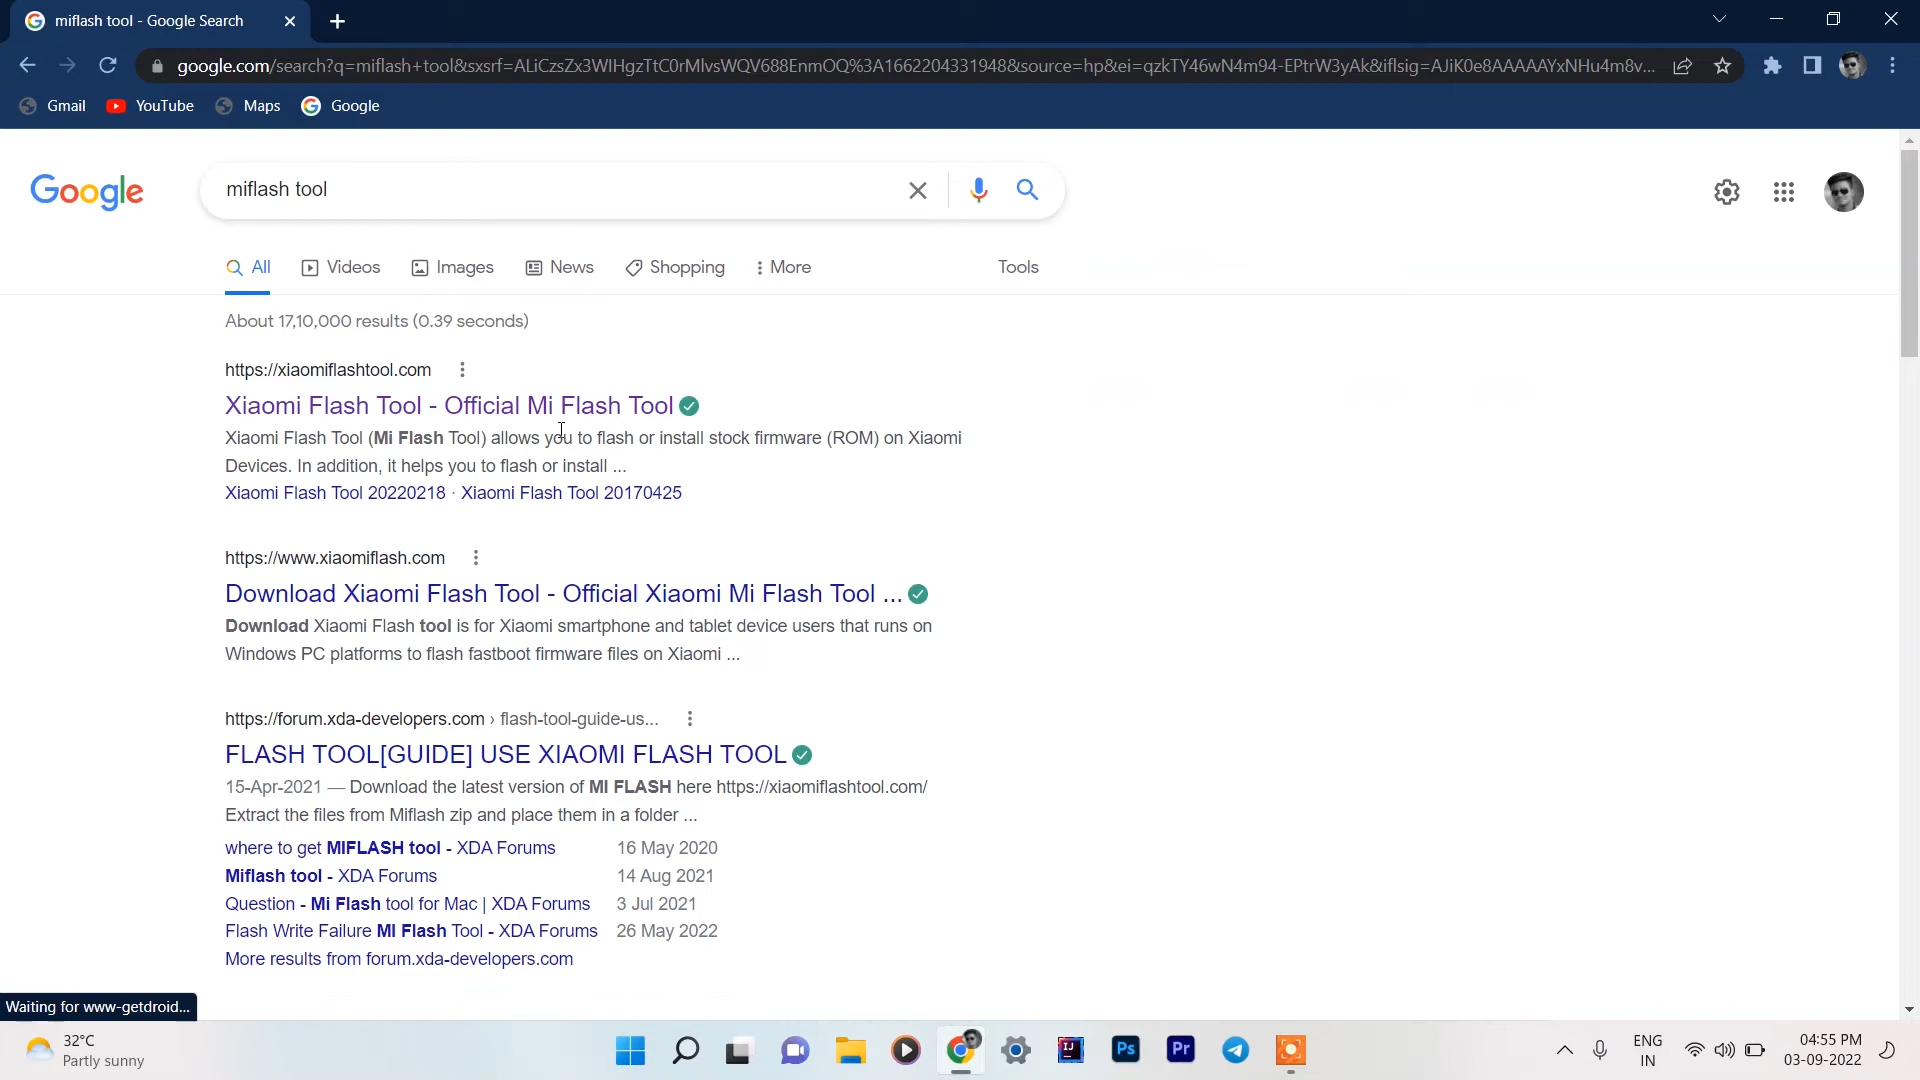 miflash tool - Google Search
google.com/search?q=miflash+tool&sxsrf=ALiCzsZx3WIHgzTtC0rMlvsWQV688EnmOQ%3A1662204331948&source=hp&ei=qzkTY46wN4m94-EPtrW3yAk&iflsig=AJiK0e8AAAAAYxNHu4m8v...
Gmail YouTube Maps Google
Google miflash tool
All Videos Images News Shopping More Tools
About 17,10,000 results (0.39 seconds)
https://xiaomiflashtool.com
Xiaomi Flash Tool - Official Mi Flash Tool
Xiaomi Flash Tool (Mi Flash Tool) allows you to flash or install stock firmware (ROM) on Xiaomi
Devices. In addition, it helps you to flash or install ...
Xiaomi Flash Tool 20220218 · Xiaomi Flash Tool 20170425
https://www.xiaomiflash.com
Download Xiaomi Flash Tool - Official Xiaomi Mi Flash Tool ...
Download Xiaomi Flash tool is for Xiaomi smartphone and tablet device users that runs on
Windows PC platforms to flash fastboot firmware files on Xiaomi ...
https://forum.xda-developers.com › flash-tool-guide-us...
FLASH TOOL[GUIDE] USE XIAOMI FLASH TOOL
15-Apr-2021 — Download the latest version of MI FLASH here https://xiaomiflashtool.com/
Extract the files from Miflash zip and place them in a folder ...
where to get MIFLASH tool - XDA Forums 16 May 2020
Miflash tool - XDA Forums 14 Aug 2021
Question - Mi Flash tool for Mac | XDA Forums 3 Jul 2021
Flash Write Failure MI Flash Tool - XDA Forums 26 May 2022
More results from forum.xda-developers.com
Waiting for www-getdroid...
32°C
Partly sunny
IJ
Ps
Pr
ENG
IN
04:55 PM
03-09-2022